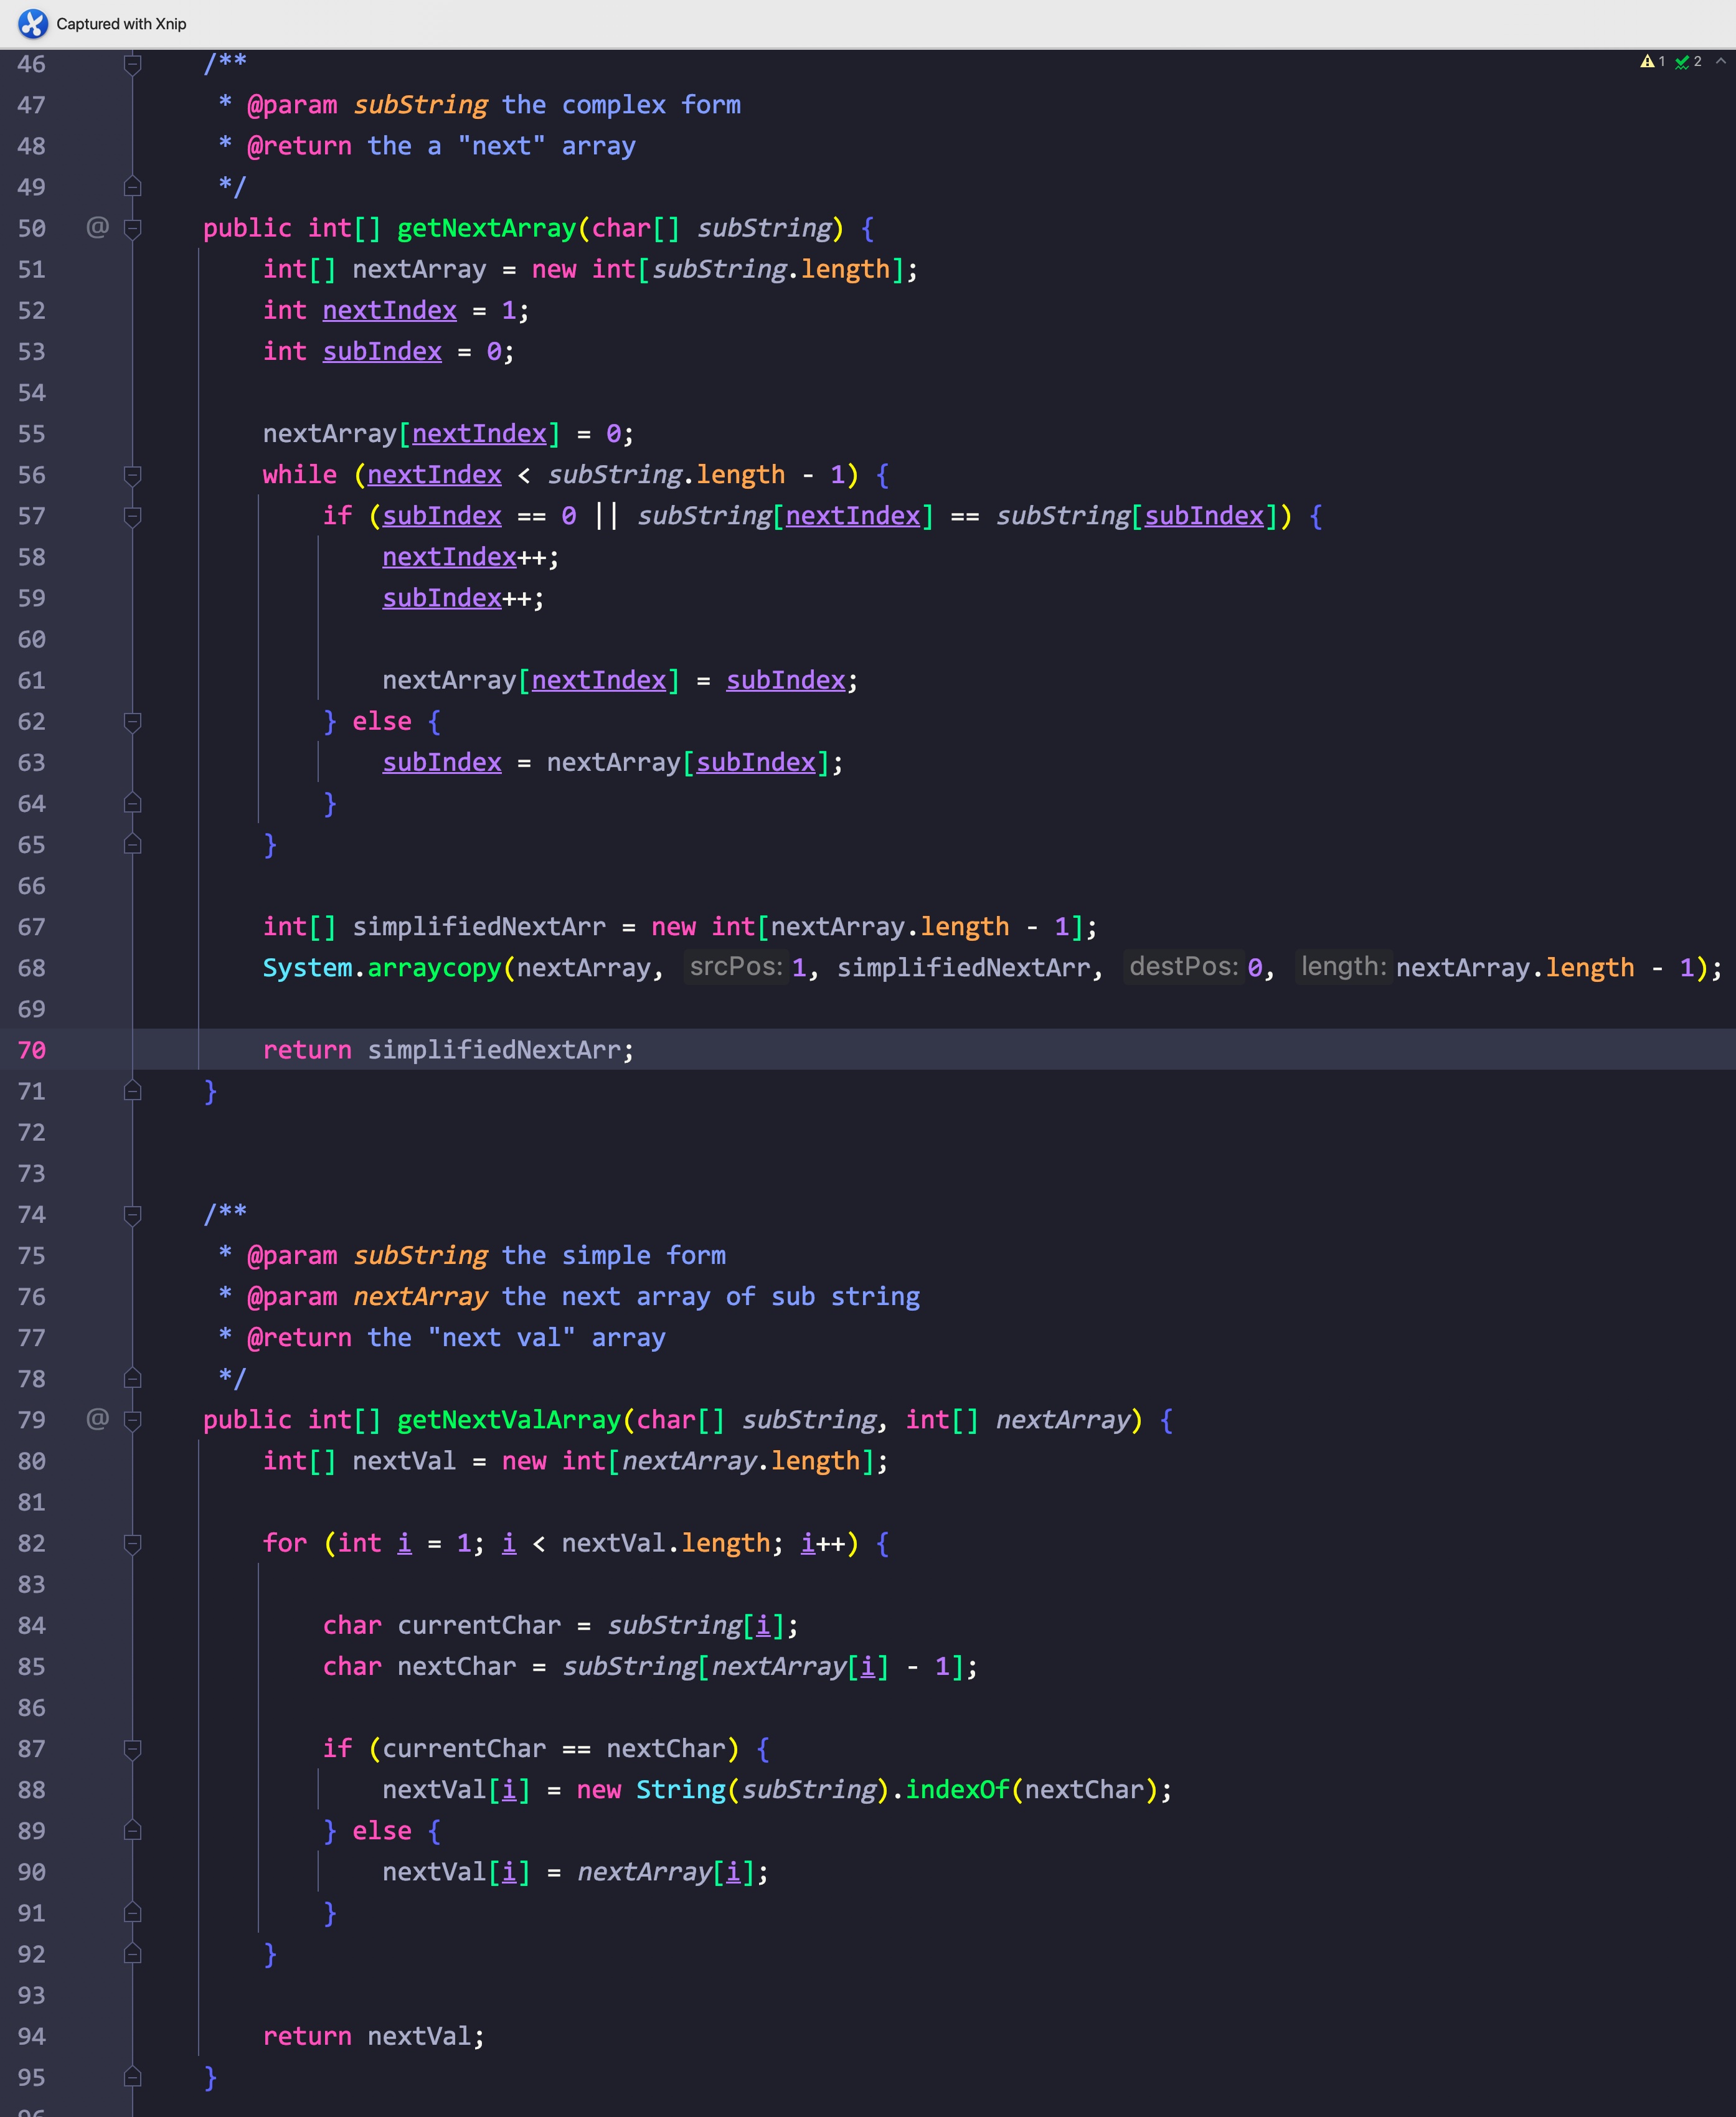 Captured with Xnip
1 2
46 /**
47 * @param subString the complex form
48 * @return the a "next" array
49 */
50 @ public int[] getNextArray(char[] subString) {
51 int[] nextArray = new int[subString.length];
52 int nextIndex = 1;
53 int subIndex = 0;
54
55 nextArray[nextIndex] = 0;
56 while (nextIndex < subString.length - 1) {
57 if (subIndex == 0 || subString[nextIndex] == subString[subIndex]) {
58 nextIndex++;
59 subIndex++;
60
61 nextArray[nextIndex] = subIndex;
62 } else {
63 subIndex = nextArray[subIndex];
64 }
65 }
66
67 int[] simplifiedNextArr = new int[nextArray.length - 1];
68 System.arraycopy(nextArray, srcPos: 1, simplifiedNextArr, destPos: 0, length: nextArray.length - 1);
69
70 return simplifiedNextArr;
71 }
72
73
74 /**
75 * @param subString the simple form
76 * @param nextArray the next array of sub string
77 * @return the "next val" array
78 */
79 @ public int[] getNextValArray(char[] subString, int[] nextArray) {
80 int[] nextVal = new int[nextArray.length];
81
82 for (int i = 1; i < nextVal.length; i++) {
83
84 char currentChar = subString[i];
85 char nextChar = subString[nextArray[i] - 1];
86
87 if (currentChar == nextChar) {
88 nextVal[i] = new String(subString).indexOf(nextChar);
89 } else {
90 nextVal[i] = nextArray[i];
91 }
92 }
93
94 return nextVal;
95 }